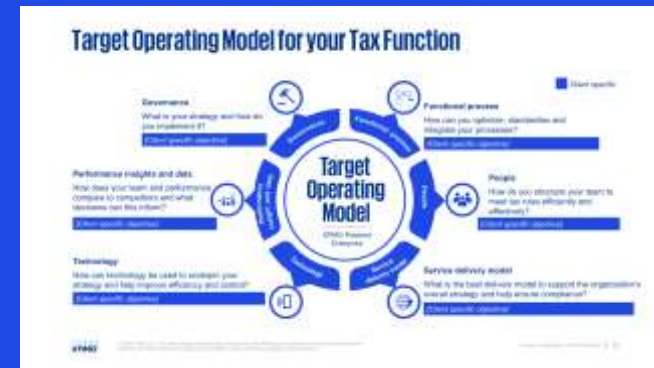 Target Operating Model for your Tax Function
Client specific
Governance
What is your strategy and how do
you implement it?
[Client specific objective]
Functional process
How can you optimize, standardize and
integrate your processes?
[Client specific objective]
Performance insights and data
How does your team and performance
compare to competitors and what
decisions can this inform?
[Client specific objective]
People
How do you structure your team to
meet tax rules efficiently and
effectively?
[Client specific objective]
Technology
How can technology be used to
strategy and help improve efficiency and control?
[Client specific objective]
Service delivery model
What is the best delivery model to support the organization's
overall strategy and help ensure compliance?
[Client specific objective]
Governance
Functional process
People
Service
delivery model
Technology
Target
Operating
Model
KPMG Powered
Enterprise
KPMG